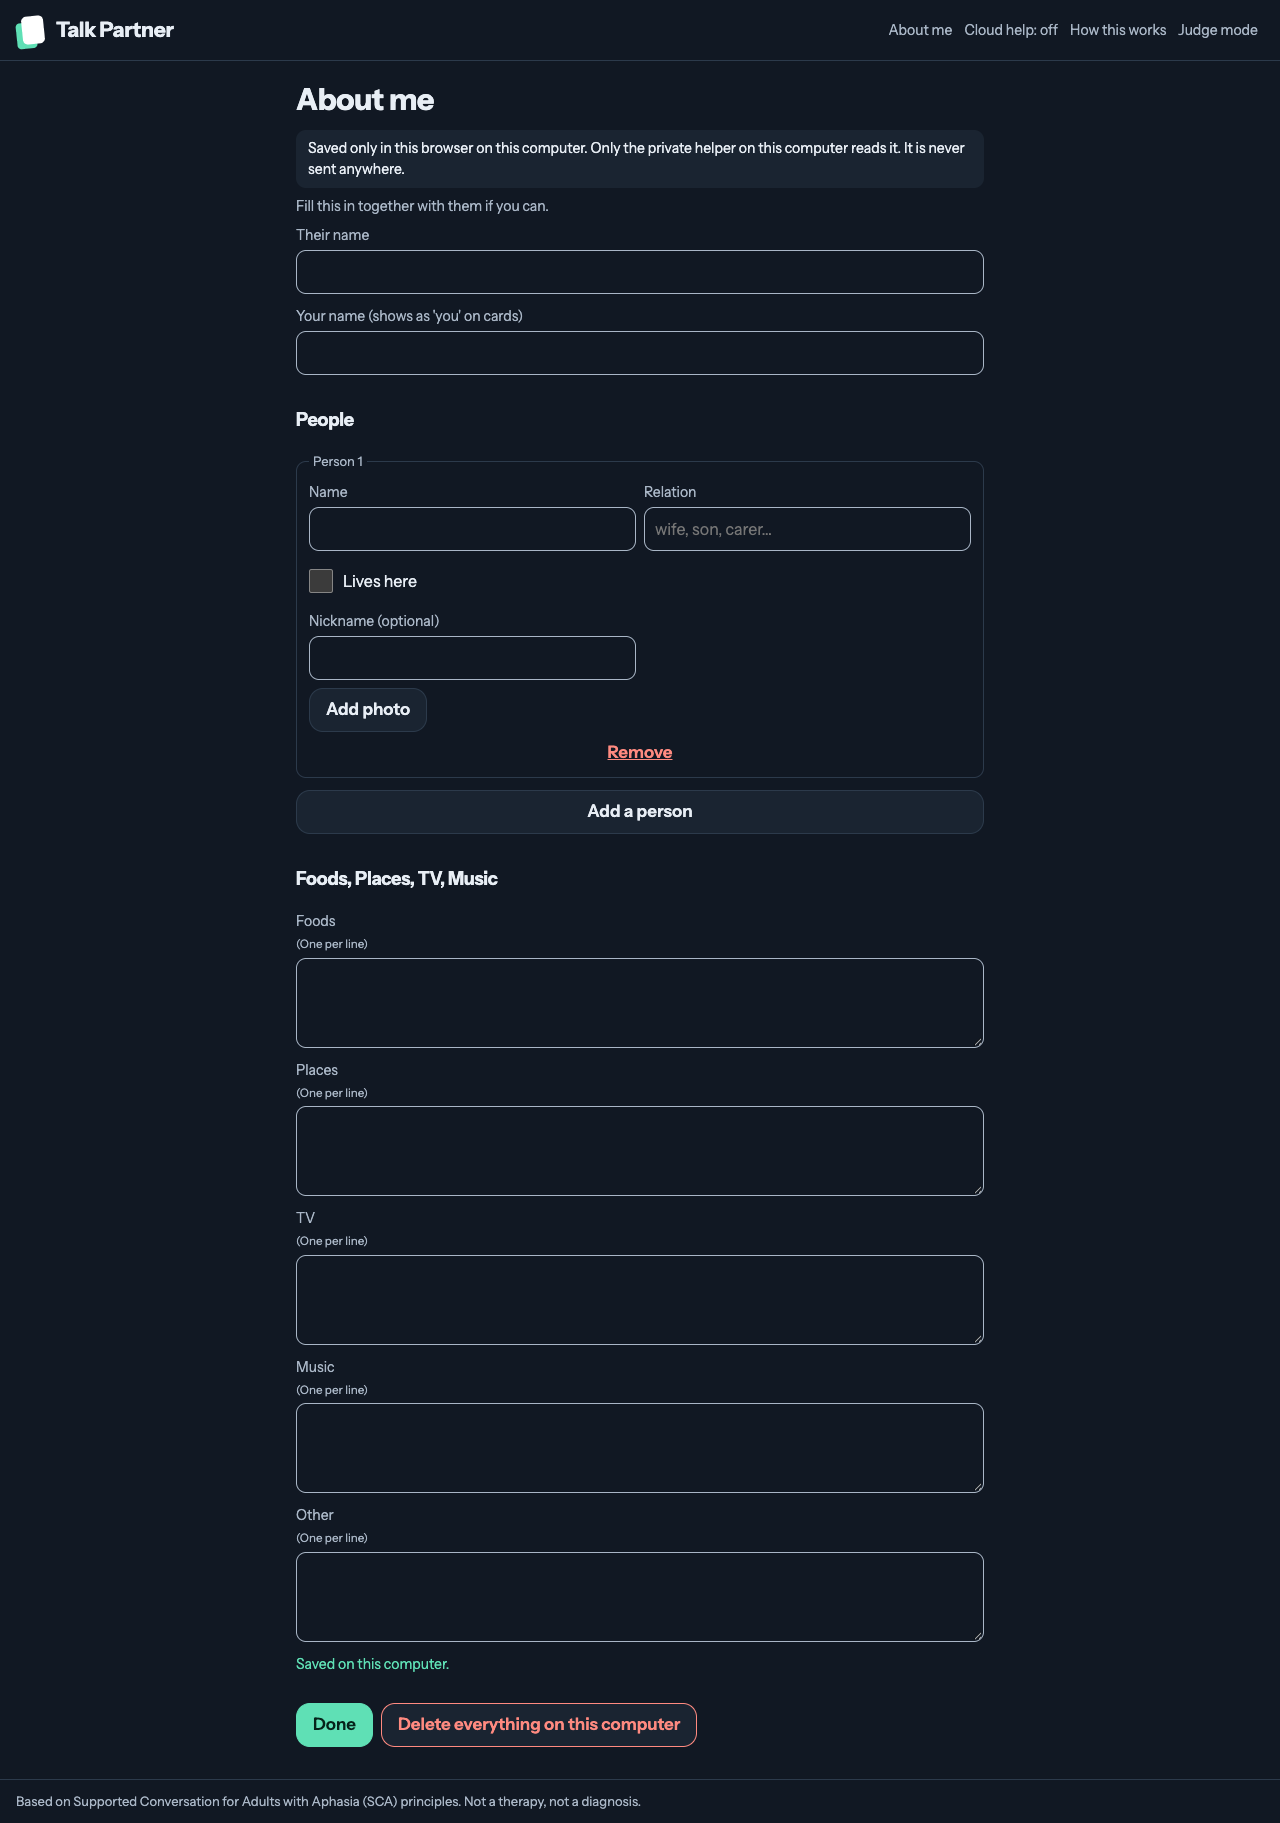 Talk Partner
About me
Cloud help: off
How this works
Judge mode
About me
Saved only in this browser on this computer. Only the private helper on this computer reads it. It is never
sent anywhere.
Fill this in together with them if you can.
Their name
Your name (shows as 'you' on cards)
People
Person 1
Name
Relation
wife, son, carer...
Lives here
Nickname (optional)
Add photo
Remove
Add a person
Foods, Places, TV, Music
Foods
(One per line)
Places
(One per line)
TV
(One per line)
Music
(One per line)
Other
(One per line)
Saved on this computer.
Done
Delete everything on this computer
Based on Supported Conversation for Adults with Aphasia (SCA) principles. Not a therapy, not a diagnosis.